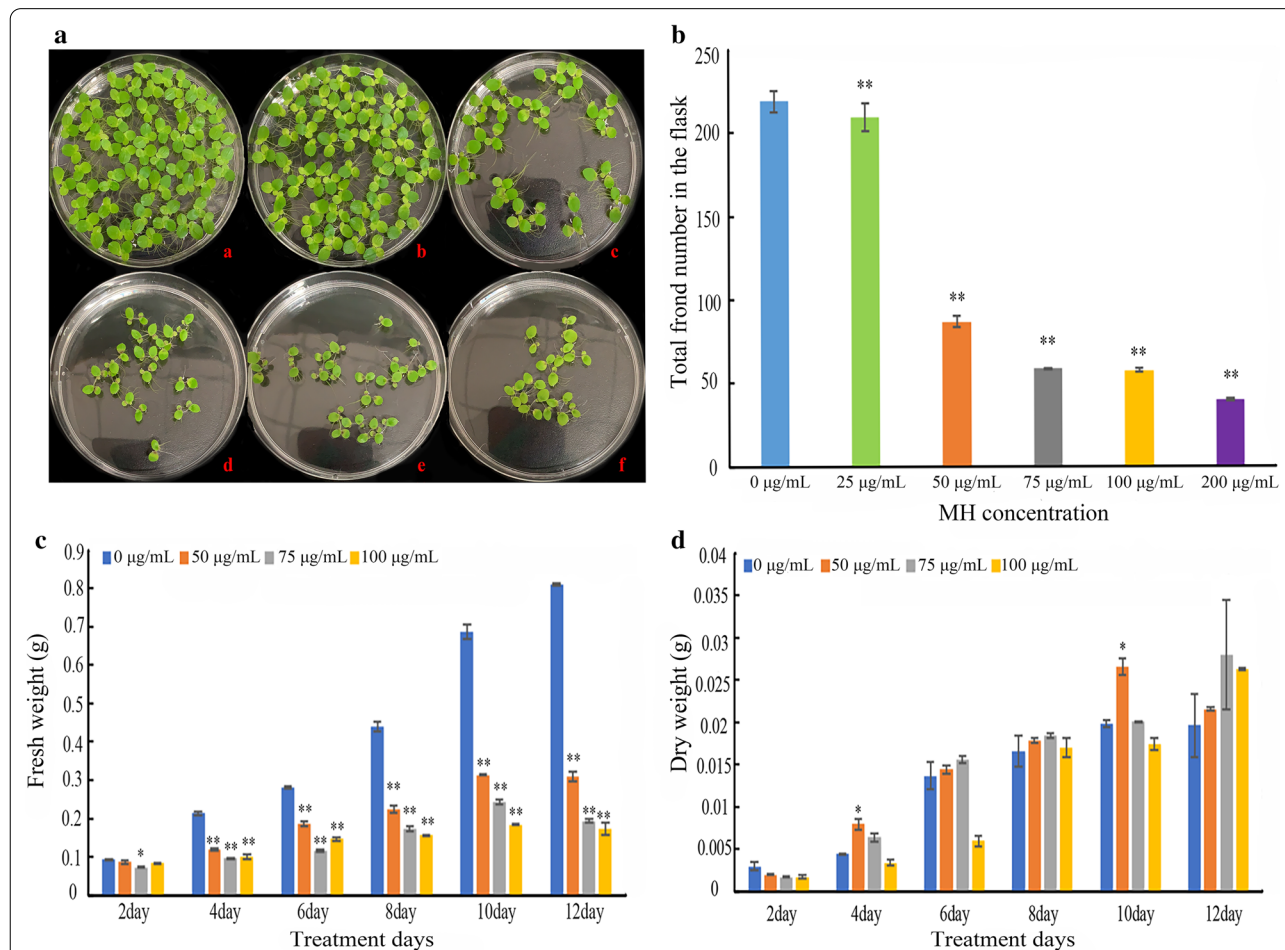 a
a
b
c
d
e
f
b
Total frond number in the flask
250
200
150
100
50
0
**
**
**
**
**
0 μg/mL 25 μg/mL 50 μg/mL 75 μg/mL 100 μg/mL 200 μg/mL
MH concentration
c
Fresh weight (g)
0.9
0.8
0.7
0.6
0.5
0.4
0.3
0.2
0.1
0
0 μg/mL 50 μg/mL 75 μg/mL 100 μg/mL
*
** ** **
** ** **
** ** **
** ** **
** ** **
2day 4day 6day 8day 10day 12day
Treatment days
d
Dry weight (g)
0.04
0.035
0.03
0.025
0.02
0.015
0.01
0.005
0
0 μg/mL 50 μg/mL 75 μg/mL 100 μg/mL
*
*
2day 4day 6day 8day 10day 12day
Treatment days